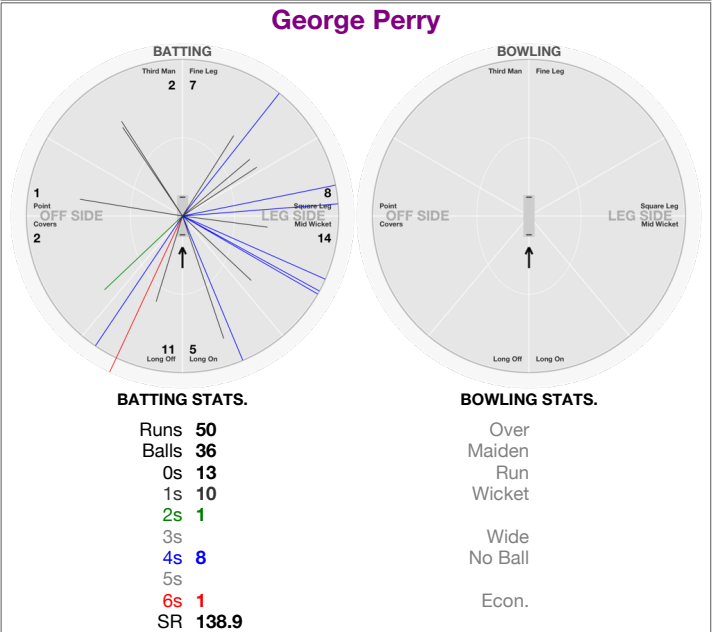 George Perry
BATTING
Third Man Fine Leg
2 7
1 8
Point Square Leg
OFF SIDE LEG SIDE
Covers Mid Wicket
2 14
11 5
Long Off Long On
BOWLING
Third Man Fine Leg
Point Square Leg
OFF SIDE LEG SIDE
Covers Mid Wicket
Long Off Long On
BATTING STATS.
Runs 50
Balls 36
0s 13
1s 10
2s 1
3s
4s 8
5s
6s 1
SR 138.9
BOWLING STATS.
Over
Maiden
Run
Wicket
Wide
No Ball
Econ.